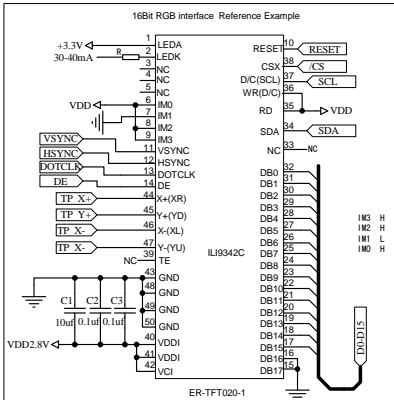 16Bit RGB interface Reference Example
+3.3V 1 LEDA
30-40mA R 2 LEDK
3 NC
4 NC
5 NC
VDD 6 IM0
7 IM1
8 IM2
9 IM3
VSYNC 11 VSYNC
HSYNC 12 HSYNC
DOTCLK 13 DOTCLK
DE 14 DE
TP X+ 44 X+(XR)
TP Y+ 45 Y+(YD)
TP X- 46 X-(XL)
TP X- 47 Y-(YU)
NC 39 TE
43 GND
48 GND
49 GND
50 GND
C1 C2 C3
10uf 0.1uf 0.1uf
VDD2.8V 40 VDDI
41 VDDI
42 VCI
RESET 10 RESET
CSX 38 /CS
D/C(SCL) 37 SCL
WR(D/C) 36
RD 35 VDD
SDA 34 SDA
NC 33 NC
DB0 32
DB1 31
DB2 30
DB3 29
DB4 28
DB5 27
DB6 26
DB7 25
DB8 24
DB9 23
DB10 22
DB11 21
DB12 20
DB13 19
DB14 18
DB15 17
DB16 16
DB17 15
ILI9342C
IM3 H
IM2 H
IM1 L
IM0 H
D0-D15
ER-TFT020-1